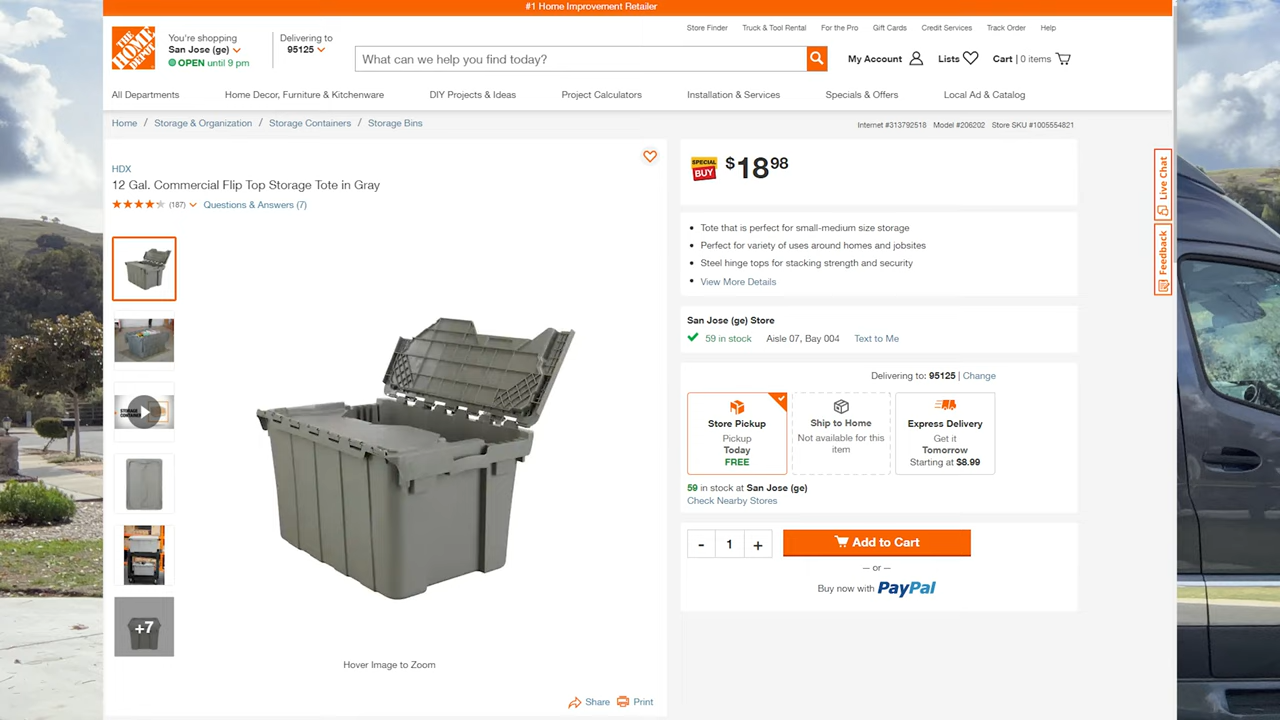 #1 Home Improvement Retailer
Store Finder Truck & Tool Rental For the Pro Gift Cards Credit Services Track Order Help
THE HOME DEPOT
You're shopping
San Jose (ge)
OPEN until 9 pm
Delivering to
95125
What can we help you find today?
My Account Lists Cart | 0 items
All Departments Home Decor, Furniture & Kitchenware DIY Projects & Ideas Project Calculators Installation & Services Specials & Offers Local Ad & Catalog
Home / Storage & Organization / Storage Containers / Storage Bins
Internet #313792518 Model #206202 Store SKU #1005554821
HDX
12 Gal. Commercial Flip Top Storage Tote in Gray
(187) Questions & Answers (7)
+7
Hover Image to Zoom
Share Print
SPECIAL BUY
$18 98
Tote that is perfect for small-medium size storage
Perfect for variety of uses around homes and jobsites
Steel hinge tops for stacking strength and security
View More Details
San Jose (ge) Store
59 in stock Aisle 07, Bay 004 Text to Me
Delivering to: 95125 | Change
Store Pickup
Pickup
Today
FREE
Ship to Home
Not available for this
item
Express Delivery
Get it
Tomorrow
Starting at $8.99
59 in stock at San Jose (ge)
Check Nearby Stores
- 1 + Add to Cart
— or —
Buy now with PayPal
Live Chat
Feedback